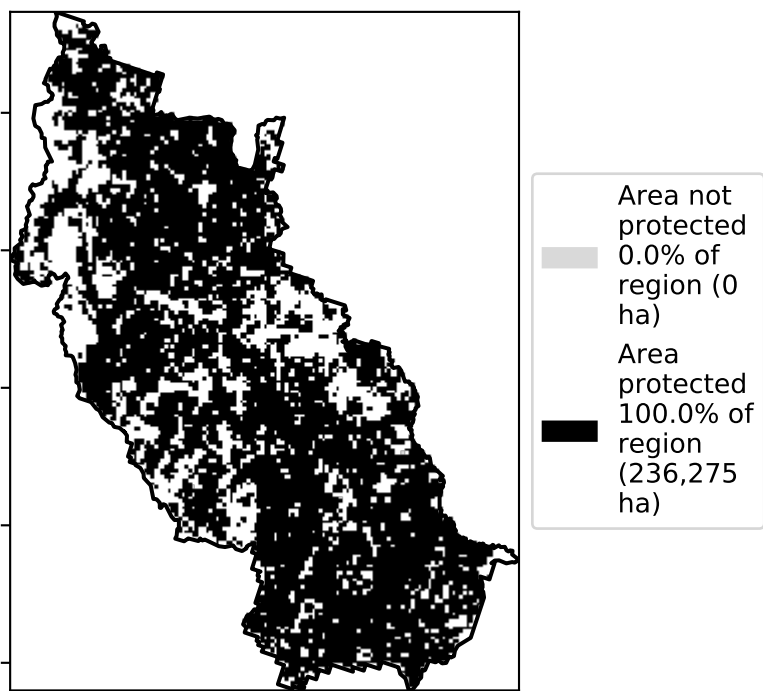 Area not
protected
0.0% of
region (0
ha)
Area
protected
100.0% of
region
(236,275
ha)